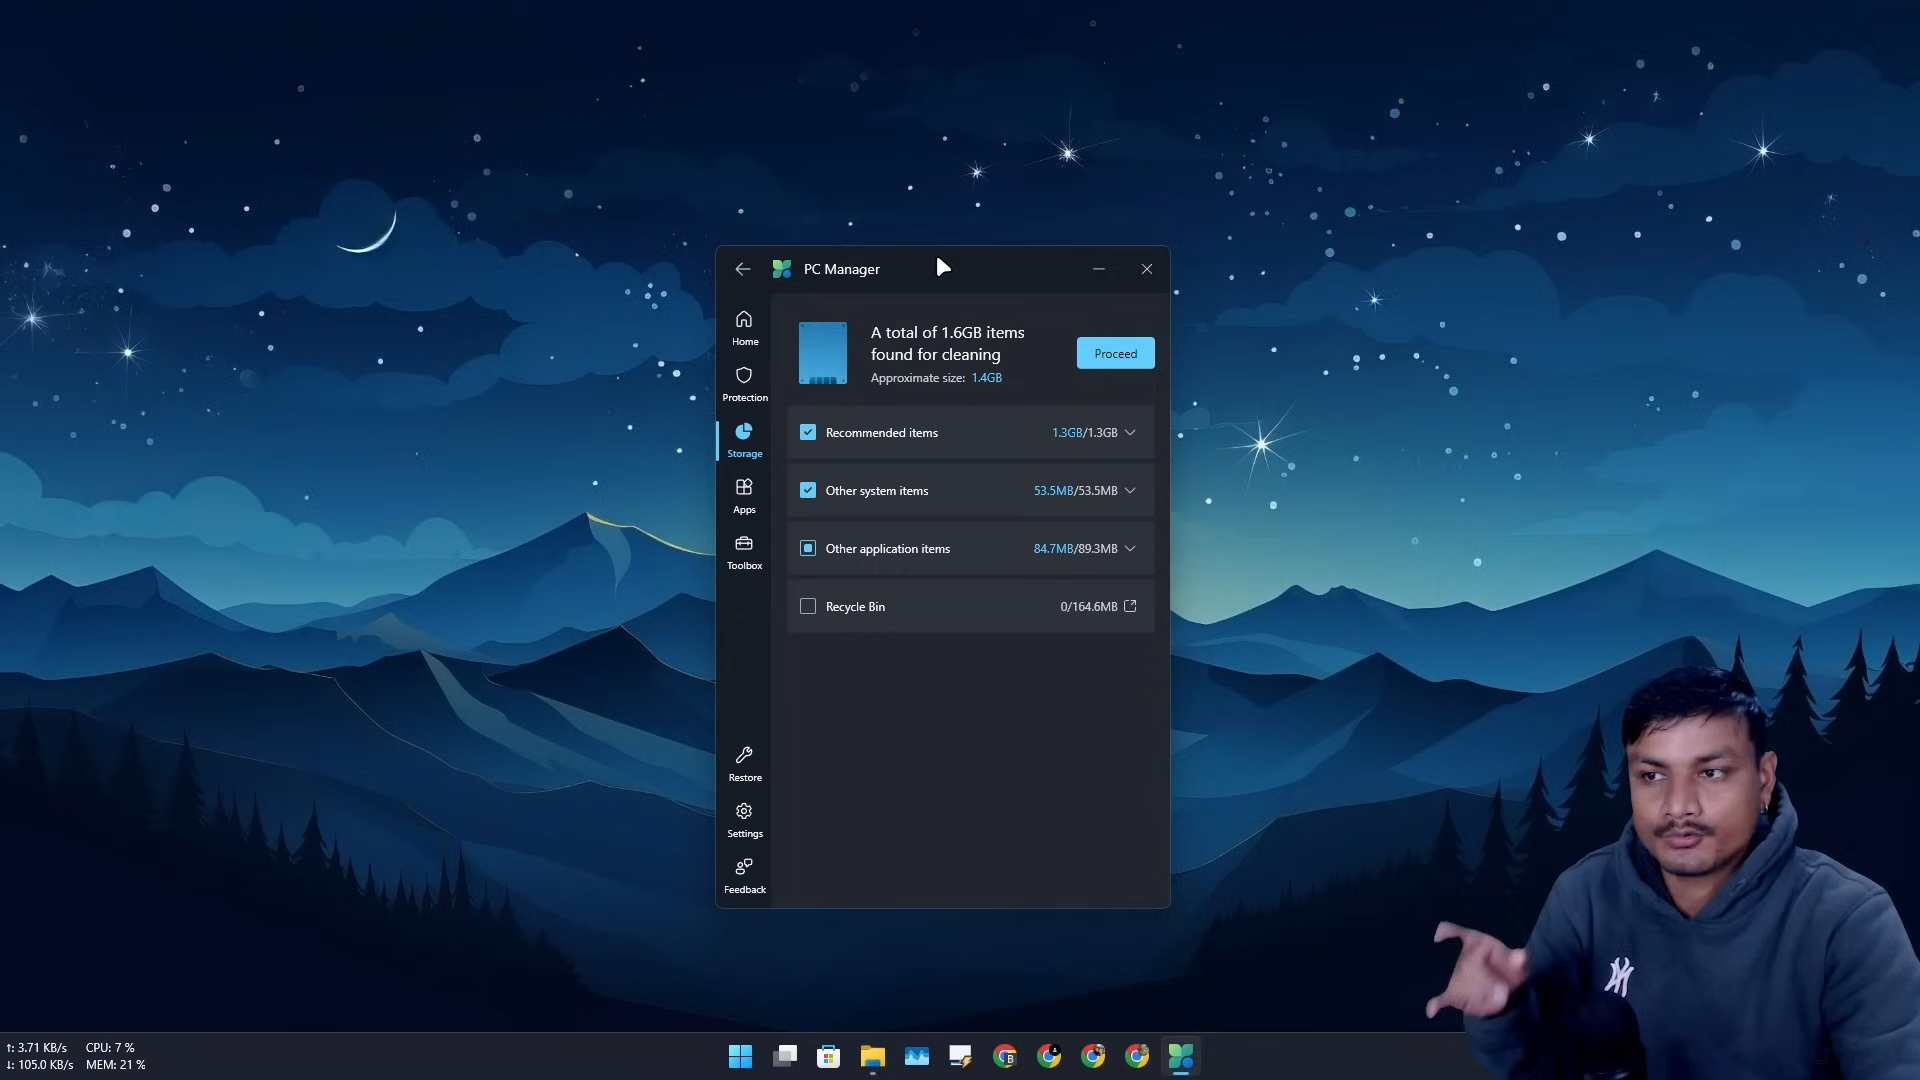 PC Manager
Home
Protection
Storage
Apps
Toolbox
Restore
Settings
Feedback
A total of 1.6GB items
found for cleaning
Approximate size: 1.4GB
Proceed
Recommended items 1.3GB/1.3GB
Other system items 53.5MB/53.5MB
Other application items 84.7MB/89.3MB
Recycle Bin 0/164.6MB
↑: 3.71 KB/s CPU: 7 %
↓: 105.0 KB/s MEM: 21 %
B
NY